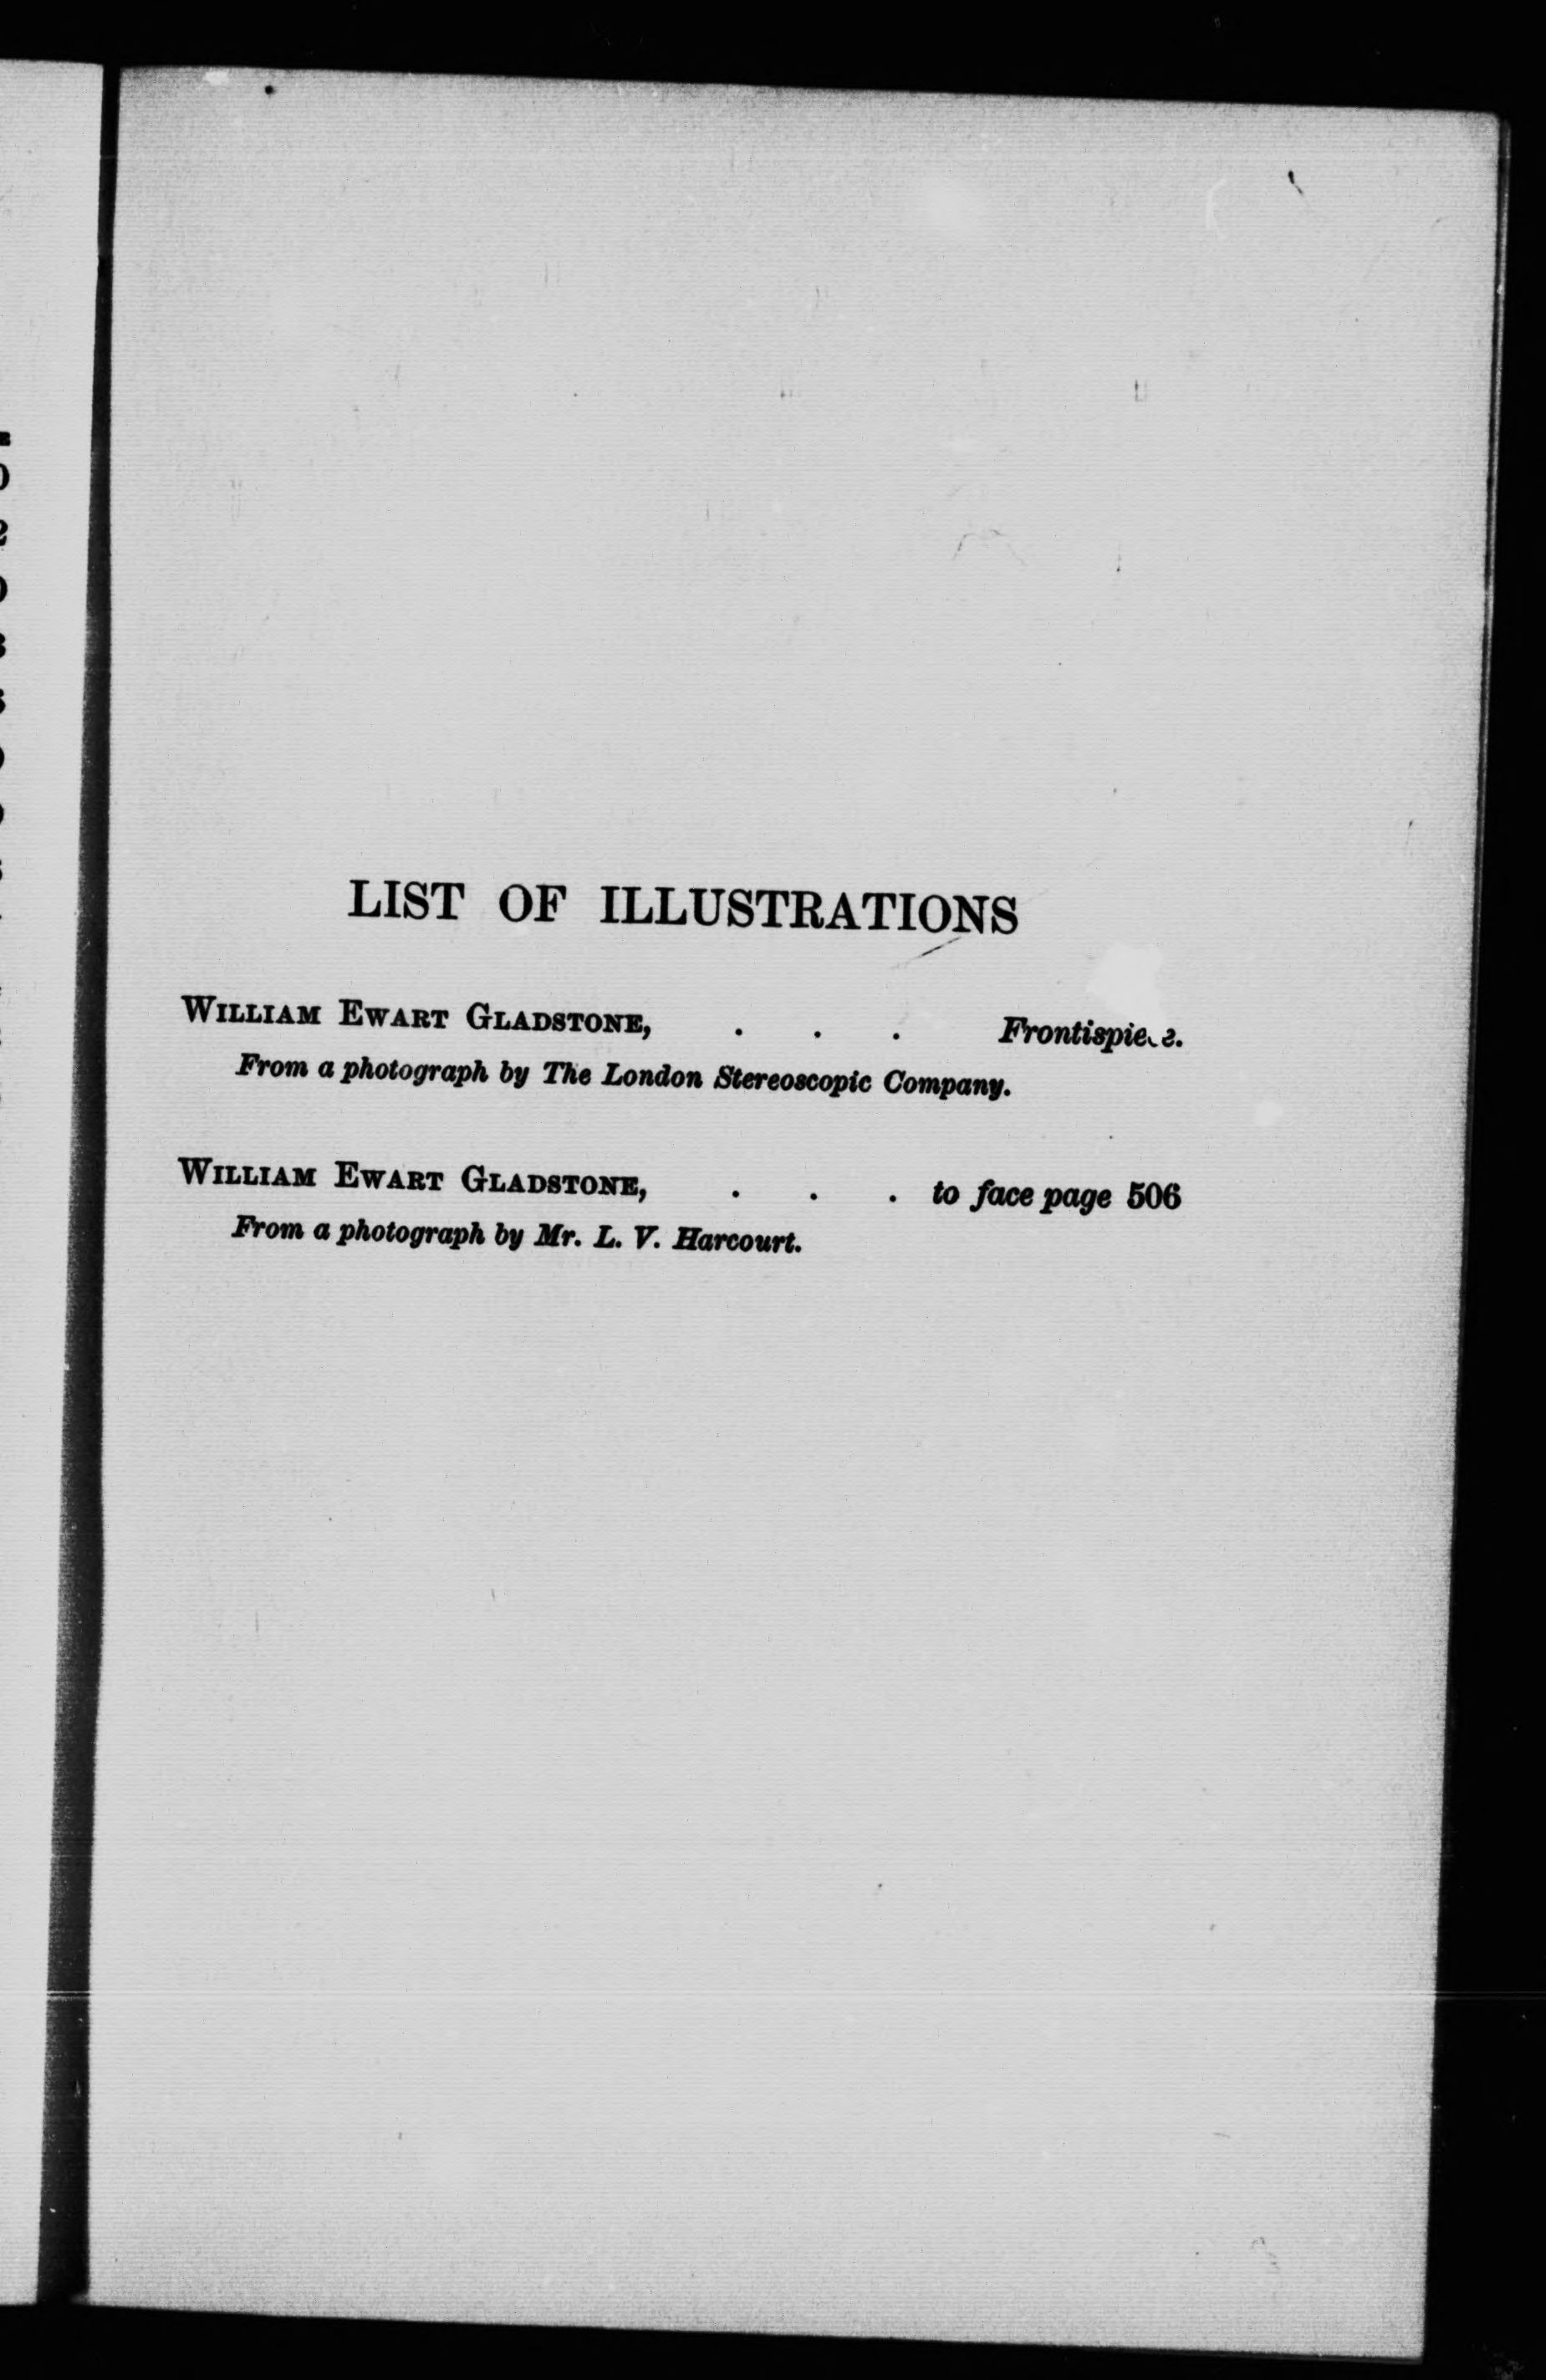 LIST OF ILLUSTRATIONS
WILLIAM EWART GLADSTONE, . . . Frontispiece.
From a photograph by The London Stereoscopic Company.
WILLIAM EWART GLADSTONE, . . . to face page 506
From a photograph by Mr. L. V. Harcourt.